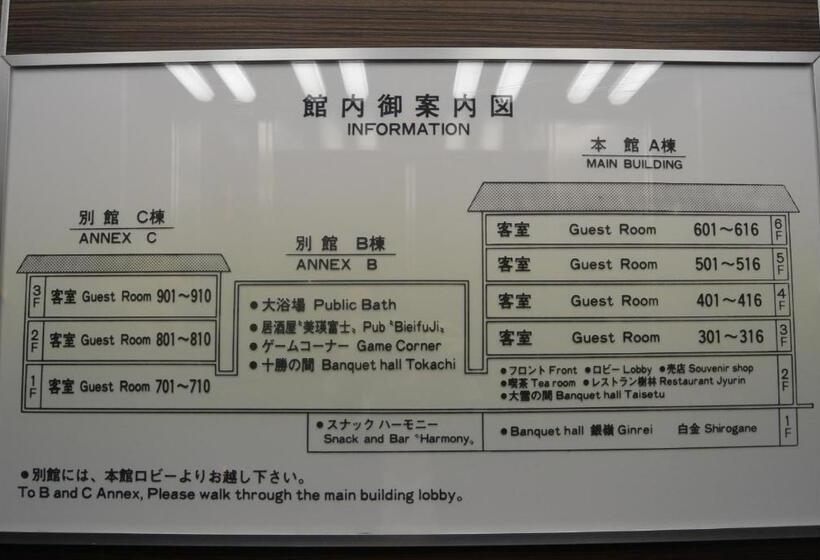 館内御案内図
INFORMATION
本館 A棟
MAIN BUILDING
客室 Guest Room 601～616 6F
客室 Guest Room 501～516 5F
客室 Guest Room 401～416 4F
客室 Guest Room 301～316 3F
●フロント Front ●ロビー Lobby ●売店 Souvenir shop
●喫茶 Tea room ●レストラン樹林 Restaurant Jyurin
●大雪の間 Banquet hall Taisetu
2F
●Banquet hall 銀嶺 Ginrei 白金 Shirogane 1F
別館 B棟
ANNEX B
●大浴場 Public Bath
●居酒屋〝美瑛富士〟 Pub〝BieifuJi〟
●ゲームコーナー Game Corner
●十勝の間 Banquet hall Tokachi
●スナック ハーモニー
Snack and Bar〝Harmony〟
別館 C棟
ANNEX C
3F 客室 Guest Room 901～910
2F 客室 Guest Room 801～810
1F 客室 Guest Room 701～710
●別館には、本館ロビーよりお越し下さい。
To B and C Annex, Please walk through the main building lobby。